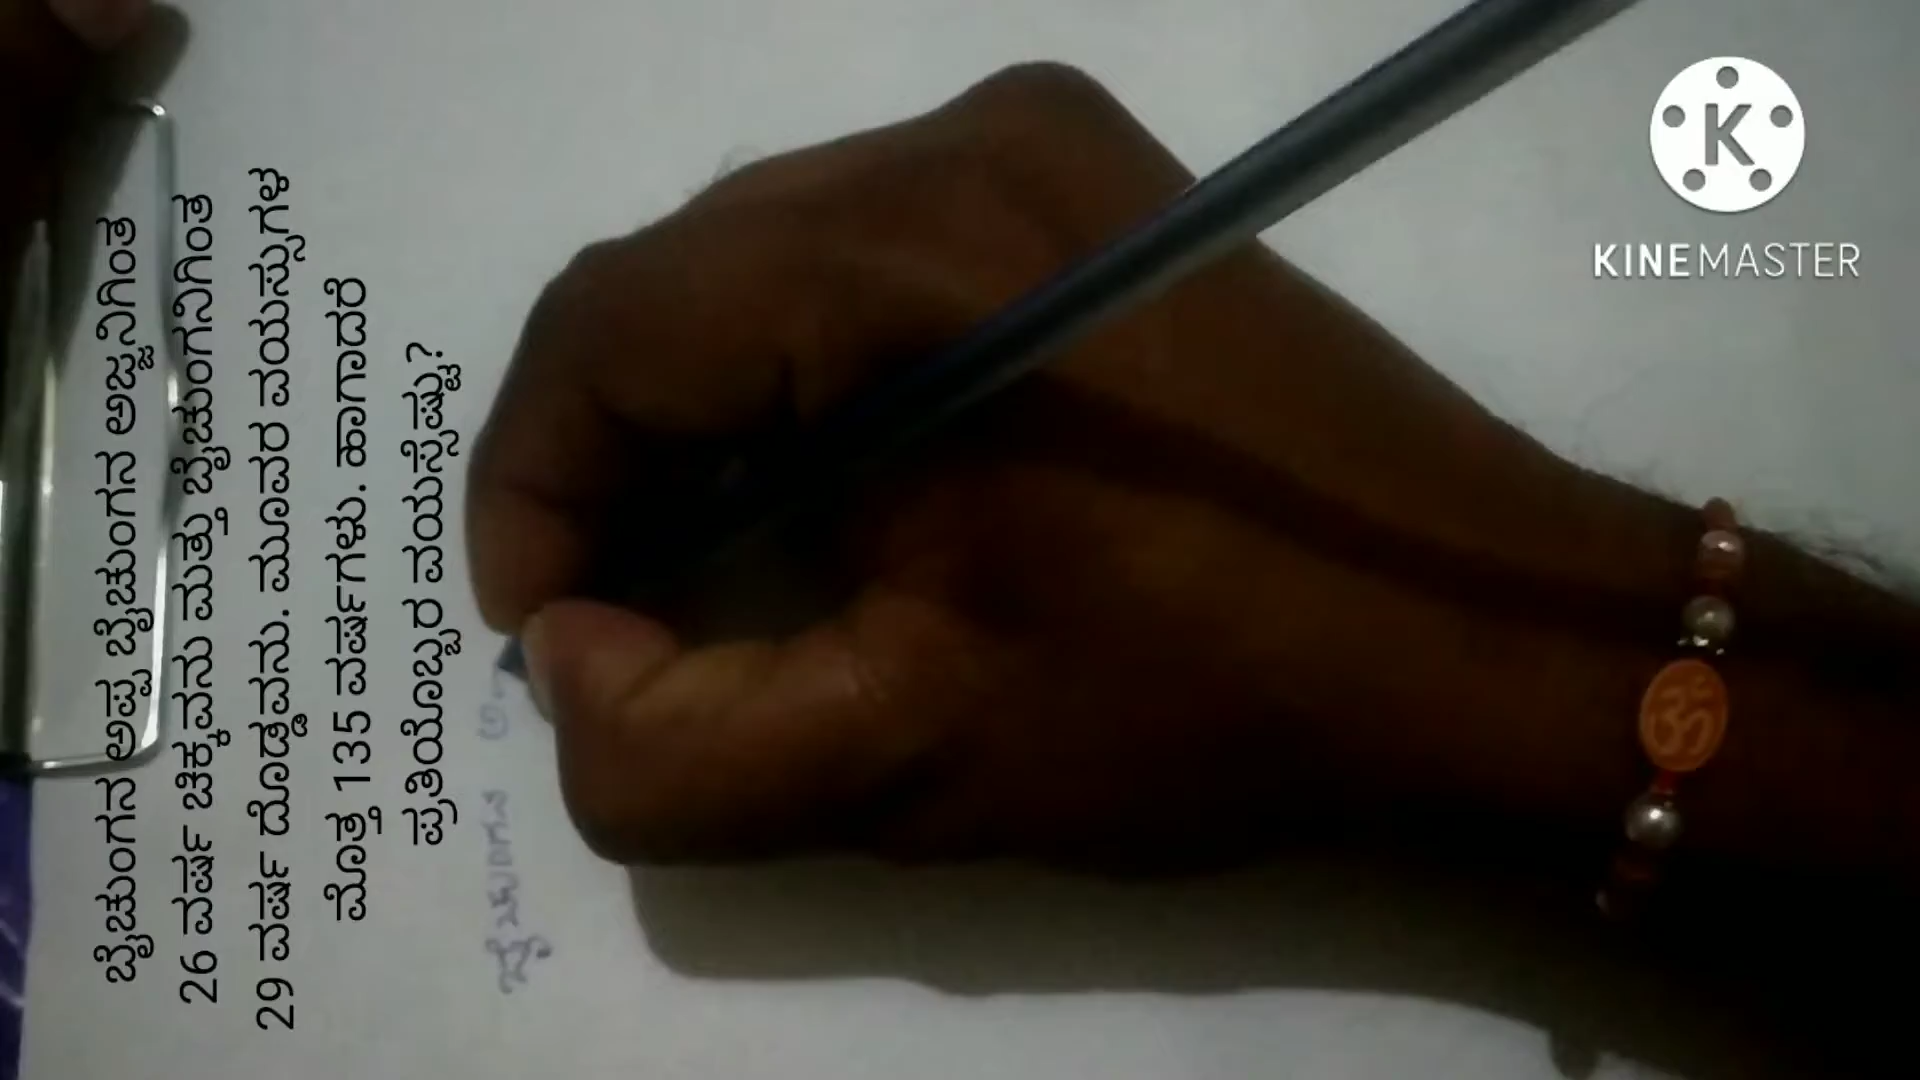 ಬೈಚುಂಗನ ಅಪ್ಪ ಬೈಚುಂಗನ ಅಜ್ಜನಿಗಿಂತ
26 ವರ್ಷ ಚಿಕ್ಕವನು ಮತ್ತು ಬೈಚುಂಗನಿಗಿಂತ
29 ವರ್ಷ ದೊಡ್ಡವನು. ಮೂವರ ವಯಸ್ಸುಗಳ
ಮೊತ್ತ 135 ವರ್ಷಗಳು. ಹಾಗಾದರೆ
ಪ್ರತಿಯೊಬ್ಬರ ವಯಸ್ಸೆಷ್ಟು?
ಬೈಚುಂಗನ ಅ
KINEMASTER